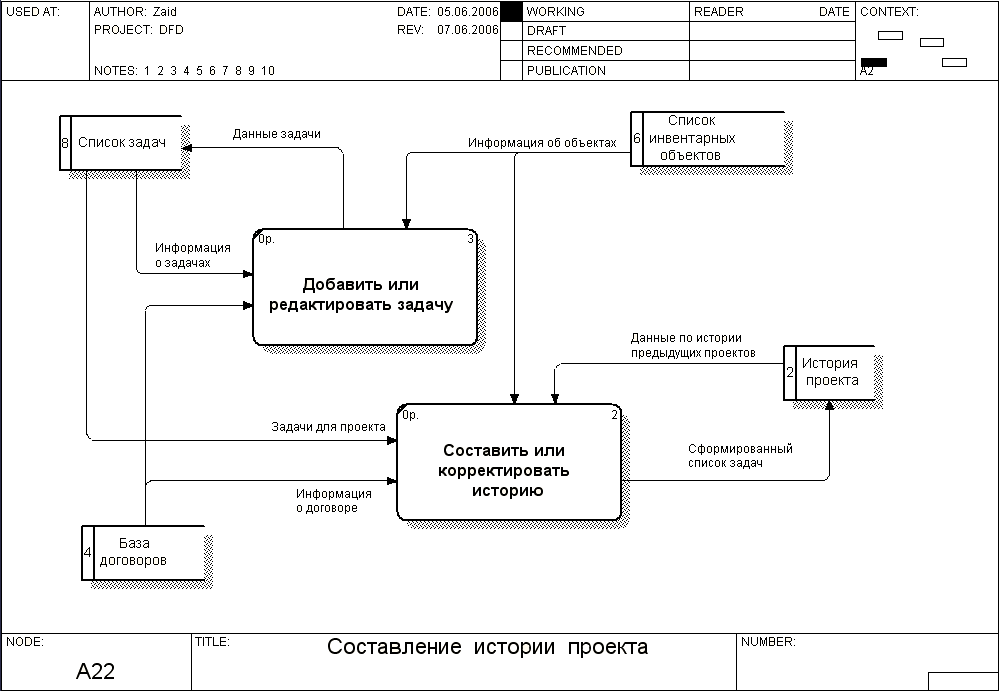 USED AT:
AUTHOR: Zaid
DATE: 05.06.2006
WORKING
READER
DATE
CONTEXT:
PROJECT: DFD
REV: 07.06.2006
DRAFT
RECOMMENDED
NOTES: 1 2 3 4 5 6 7 8 9 10
PUBLICATION
A2
8
Список задач
Данные задачи
Информация об объектах
6
Список
инвентарных
объектов
Информация
о задачах
0р.
3
Добавить или
редактировать задачу
Данные по истории
предыдущих проектов
2
История
проекта
Задачи для проекта
0р.
2
Составить или
корректировать
историю
Сформированный
список задач
Информация
о договоре
4
База
договоров
NODE:
A22
TITLE:
Составление истории проекта
NUMBER: